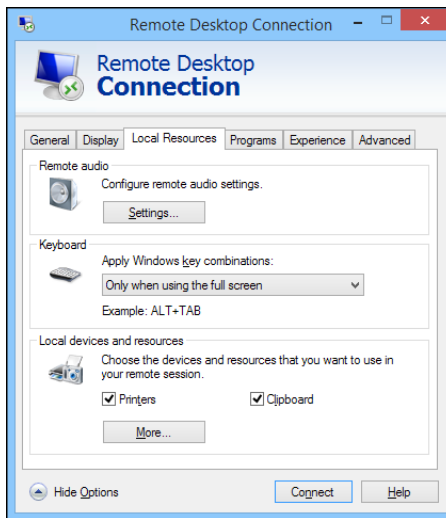 Remote Desktop Connection
Remote Desktop
Connection
General Display Local Resources Programs Experience Advanced
Remote audio
Configure remote audio settings.
Settings...
Keyboard
Apply Windows key combinations:
Only when using the full screen
Example: ALT+TAB
Local devices and resources
Choose the devices and resources that you want to use in
your remote session.
Printers Clipboard
More...
Hide Options Connect Help